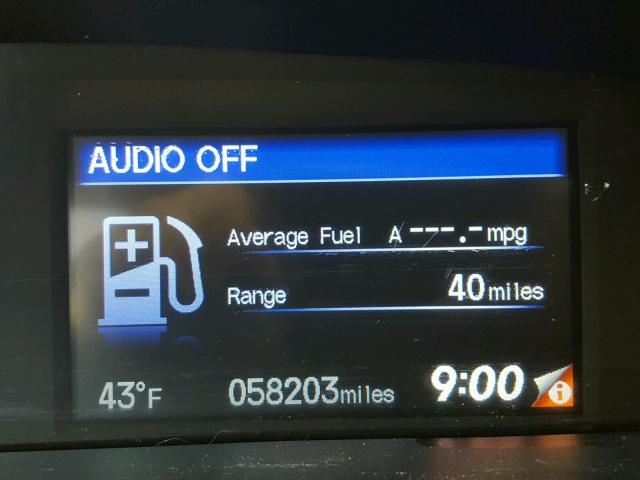 AUDIO OFF
Average Fuel A ---.- mpg
Range 40 miles
43°F 058203 miles 9:00 i